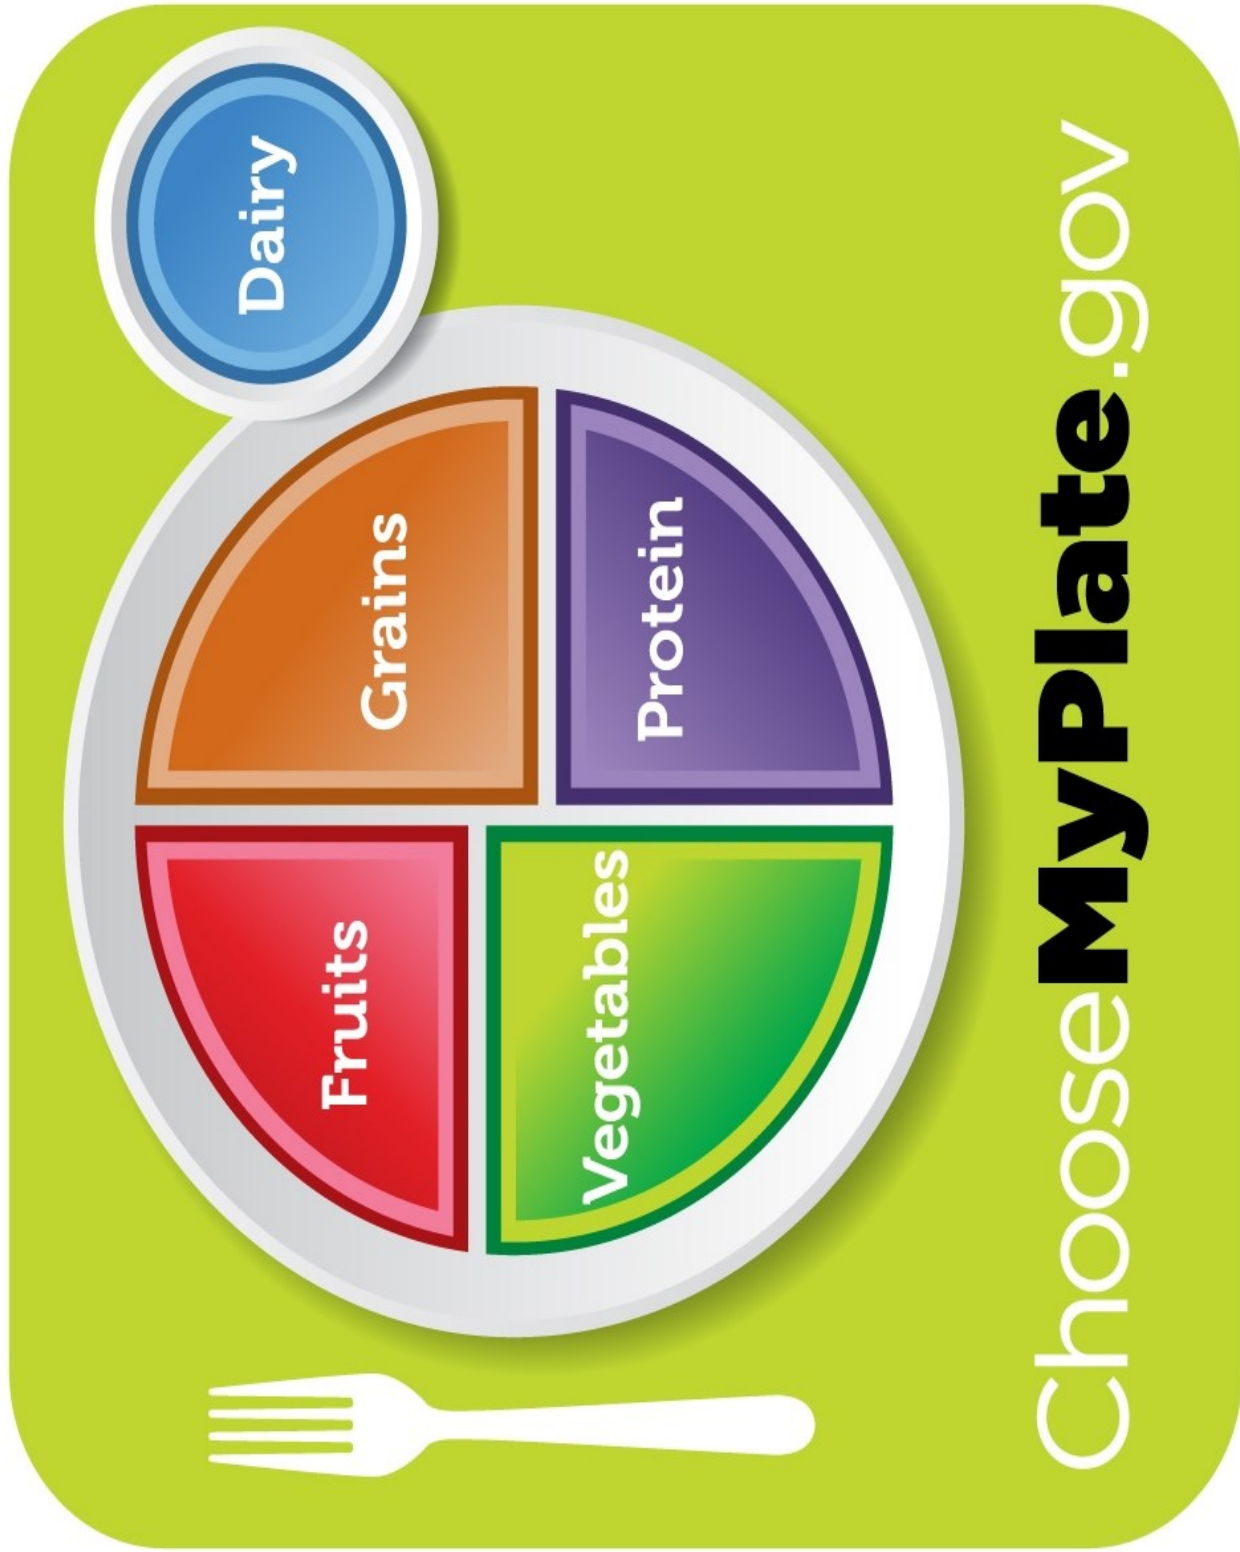 Dairy
Fruits
Grains
Vegetables
Protein
ChooseMyPlate.gov